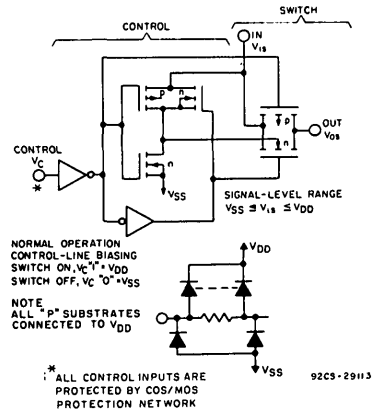 CONTROL
SWITCH
IN
Vis
p n
p
n
n
OUT
Vos
CONTROL
VC
*
VSS
SIGNAL-LEVEL RANGE
VSS ≤ Vis ≤ VDD
NORMAL OPERATION
CONTROL-LINE BIASING
SWITCH ON, VC "1" = VDD
SWITCH OFF, VC "0" = VSS
NOTE
ALL "P" SUBSTRATES
CONNECTED TO VDD
VDD
VSS
* ALL CONTROL INPUTS ARE
PROTECTED BY COS/MOS
PROTECTION NETWORK
92CS-29113